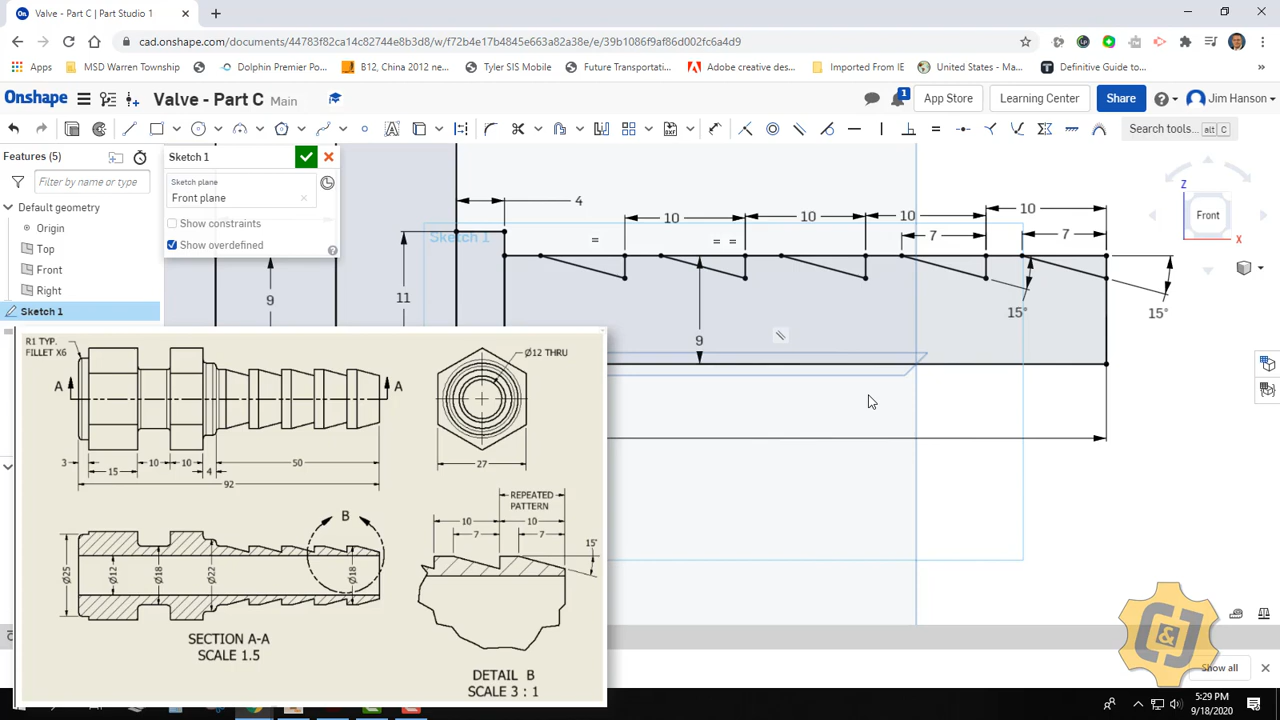 Valve - Part C | Part Studio 1
cad.onshape.com/documents/44783f82ca14c82744e8b3d8/w/f72b4e17b4845e663a82a38e/e/39b1086f9af86d002fc6a4d9
Apps
MSD Warren Township
Dolphin Premier Po...
B12, China 2012 ne...
Tyler SIS Mobile
Future Transportati...
Adobe creative des...
Imported From IE
United States - Ma...
Definitive Guide to...
Onshape
Valve - Part C Main
1
App Store
Learning Center
Share
Jim Hanson
Search tools...
alt C
Features (5)
Filter by name or type
Default geometry
Origin
Top
Front
Right
Sketch 1
Sketch 1
Sketch plane
Front plane
Show constraints
Show overdefined
Sketch 1
4
10
10
10
10
7
7
9
11
9
15°
15°
Z
Front
X
R1 TYP.
FILLET X6
A
A
3
15
10
10
4
50
92
Ø12 THRU
27
B
Ø25
Ø12
Ø18
Ø22
Ø18
SECTION A-A
SCALE 1.5
REPEATED
PATTERN
10
10
7
7
15°
DETAIL B
SCALE 3 : 1
Show all
5:29 PM
9/18/2020